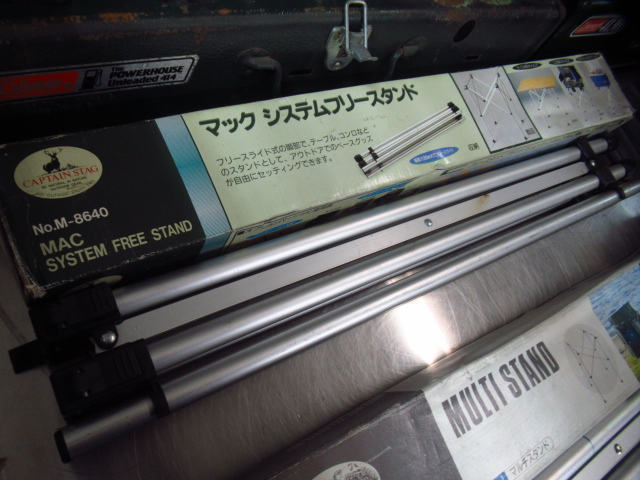 Coleman
The
POWERHOUSE
Unleaded 414
マック システムフリースタンド
フリースライド式の脚部で、テーブル、コンロなど
のスタンドとして、アウトドアでのベースグッズ
が自由にセッティングできます。
収納
CAPTAIN STAG
No.M-8640
MAC
SYSTEM FREE STAND
MULTI STAND
マルチスタンド